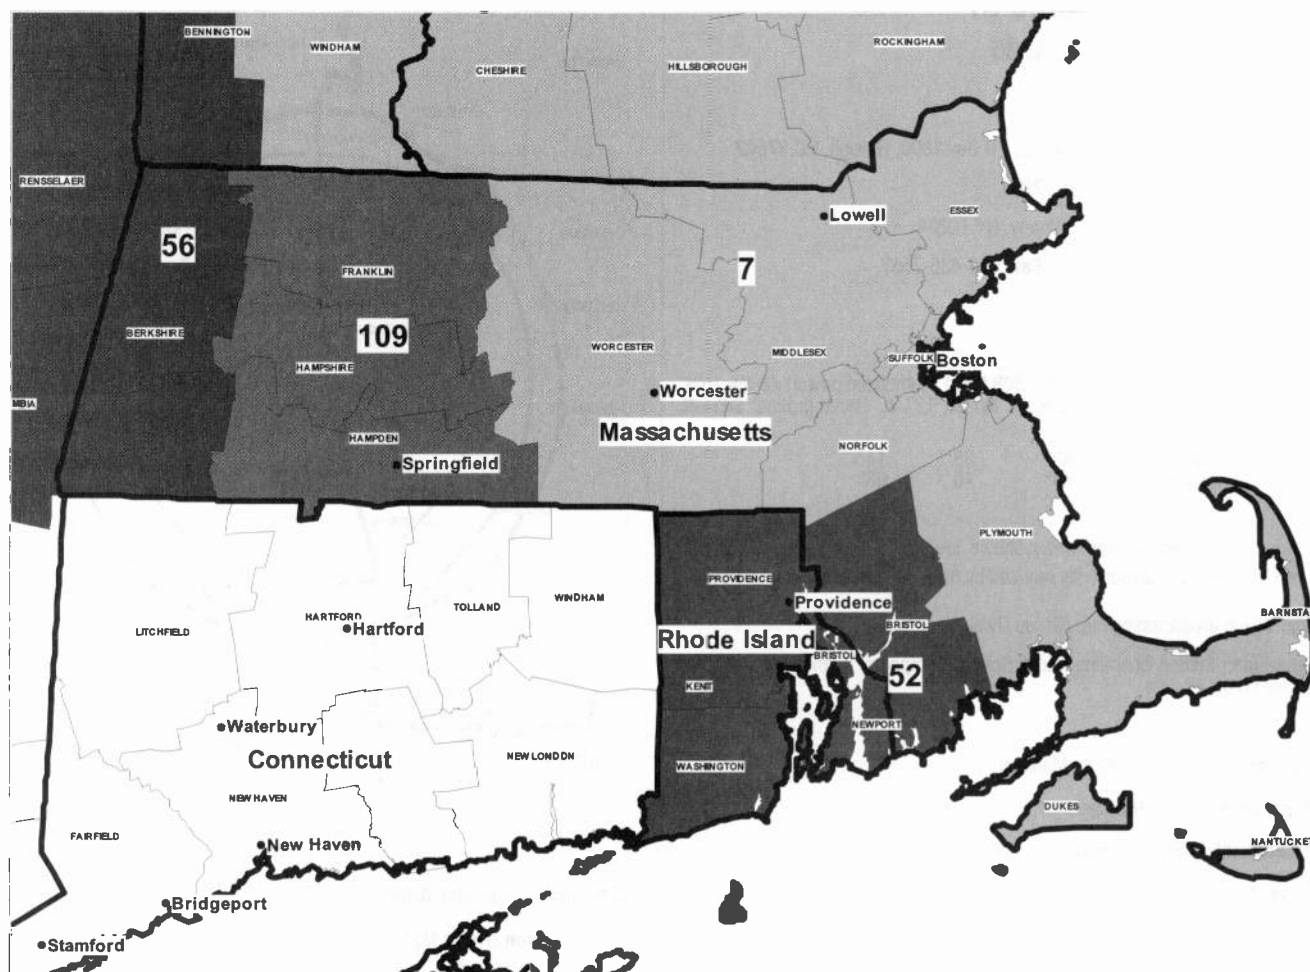 BENNINGTON
WINDHAM
CHESHIRE
HILLSBOROUGH
ROCKINGHAM
RENSSELAER
Lowell
ESSEX
56
7
FRANKLIN
BERKSHIRE
109
HAMPSHIRE
WORCESTER
MIDDLESEX
SUFFOLK
Boston
Worcester
MBIA
Massachusetts
HAMPDEN
NORFOLK
Springfield
PLYMOUTH
PROVIDENCE
WINDHAM
Providence
TOLLAND
HARTFORD
BARNSTA
LITCHFIELD
Hartford
BRISTOL
Rhode Island
BRISTOL
52
KENT
Waterbury
NEWPORT
Connecticut
NEW LONDON
WASHINGTON
NEW HAVEN
DUKES
FAIRFIELD
New Haven
NANTUCKET
Bridgeport
Stamford